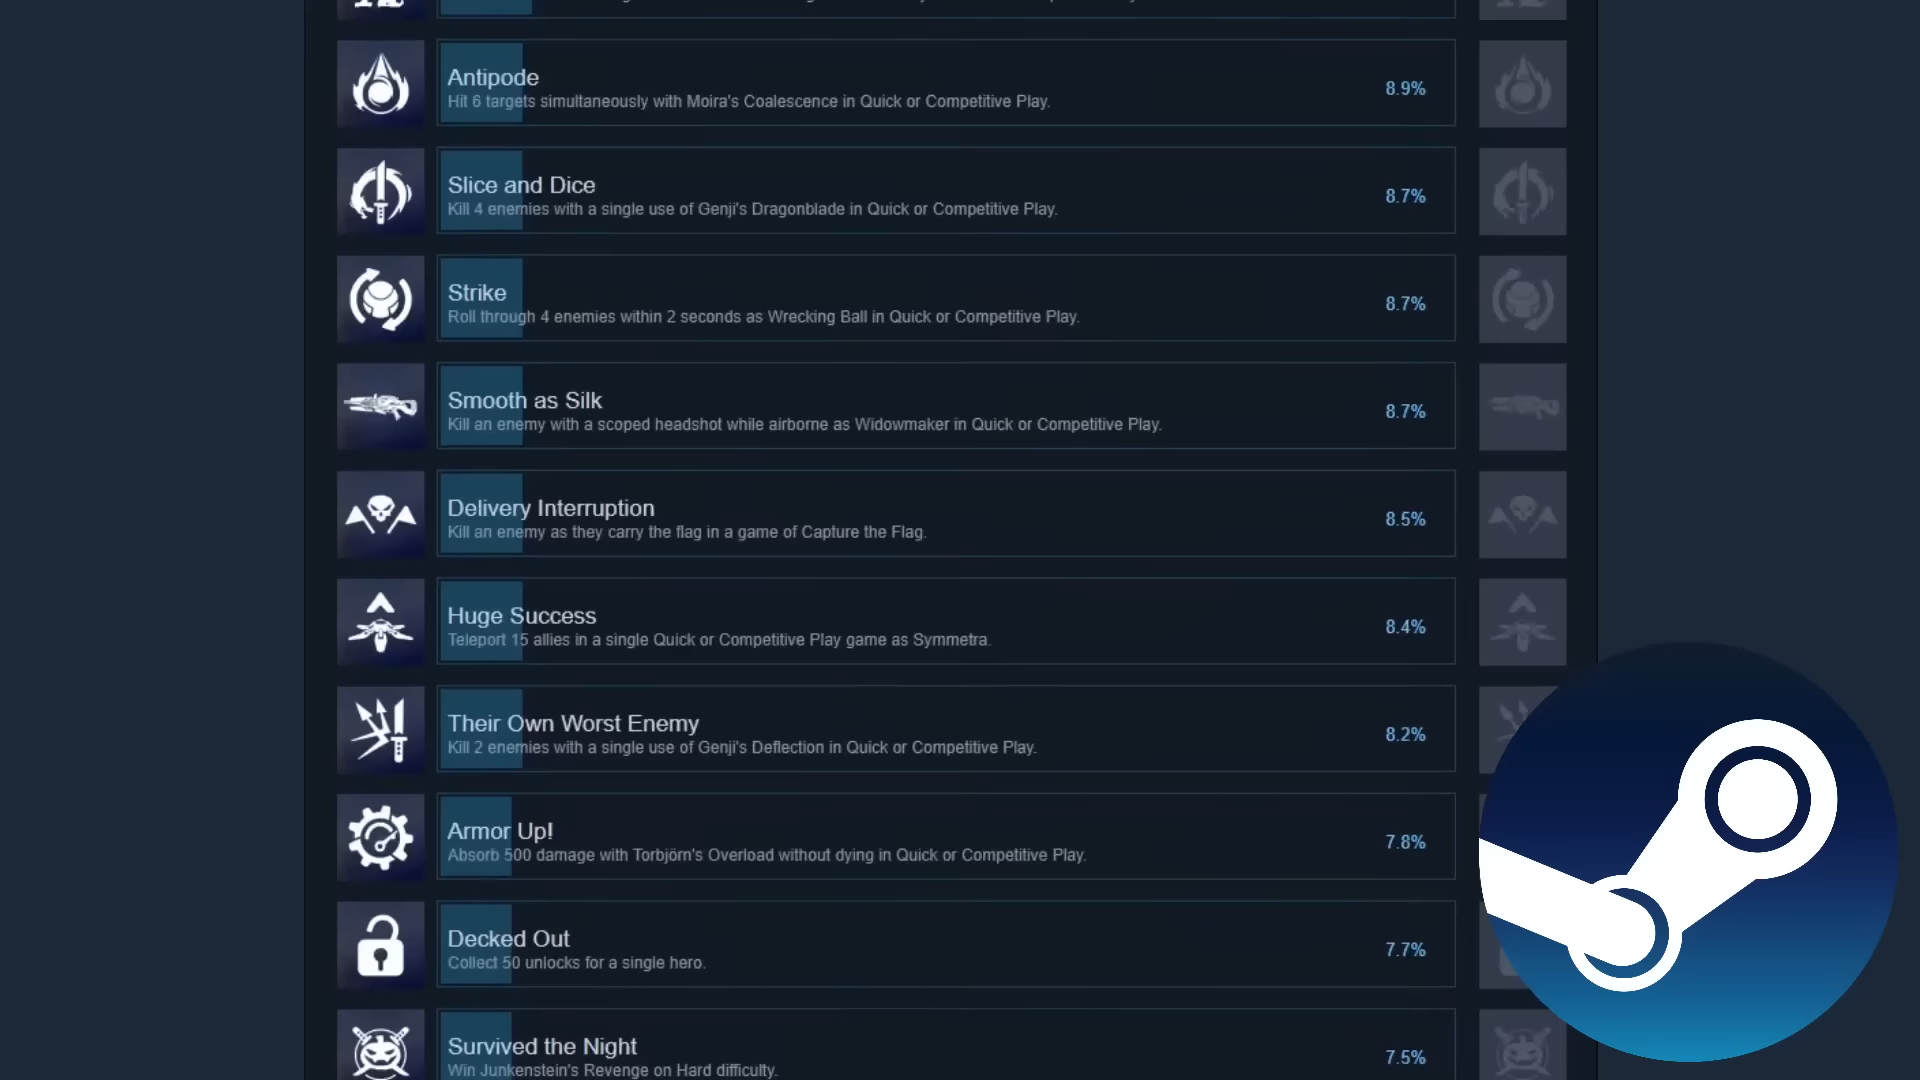 Antipode
Hit 6 targets simultaneously with Moira's Coalescence in Quick or Competitive Play.
8.9%
Slice and Dice
Kill 4 enemies with a single use of Genji's Dragonblade in Quick or Competitive Play.
8.7%
Strike
Roll through 4 enemies within 2 seconds as Wrecking Ball in Quick or Competitive Play.
8.7%
Smooth as Silk
Kill an enemy with a scoped headshot while airborne as Widowmaker in Quick or Competitive Play.
8.7%
Delivery Interruption
Kill an enemy as they carry the flag in a game of Capture the Flag.
8.5%
Huge Success
Teleport 15 allies in a single Quick or Competitive Play game as Symmetra.
8.4%
Their Own Worst Enemy
Kill 2 enemies with a single use of Genji's Deflection in Quick or Competitive Play.
8.2%
Armor Up!
Absorb 500 damage with Torbjörn's Overload without dying in Quick or Competitive Play.
7.8%
Decked Out
Collect 50 unlocks for a single hero.
7.7%
Survived the Night
Win Junkenstein's Revenge on Hard difficulty.
7.5%